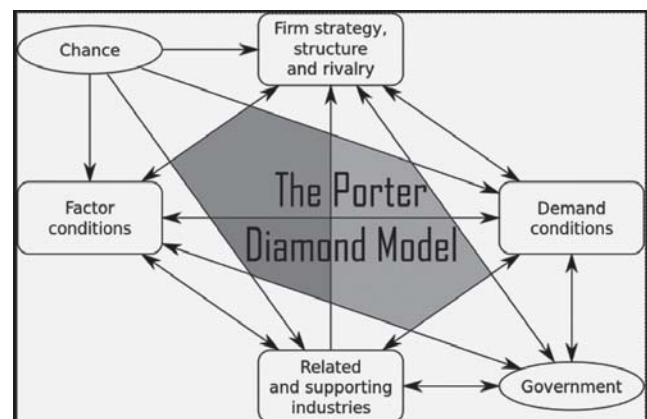 Chance
Firm strategy,
structure
and rivalry
Factor
conditions
The Porter
Diamond Model
Demand
conditions
Related
and supporting
industries
Government